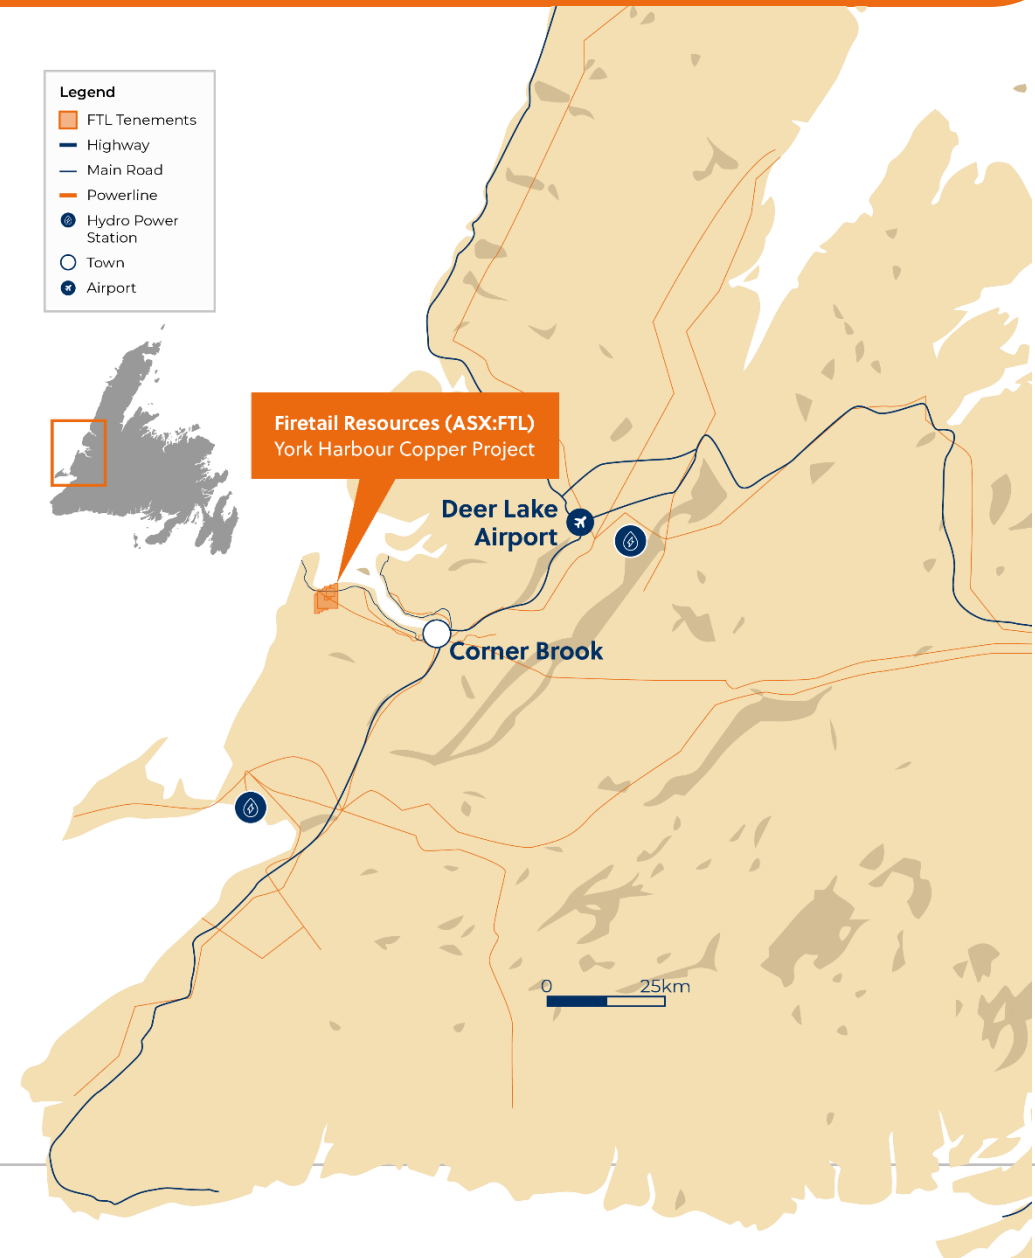 Legend
FTL Tenements
Highway
Main Road
Powerline
Hydro Power
Station
Town
Airport
Firetail Resources (ASX:FTL)
York Harbour Copper Project
Deer Lake
Airport
Corner Brook
0 25km